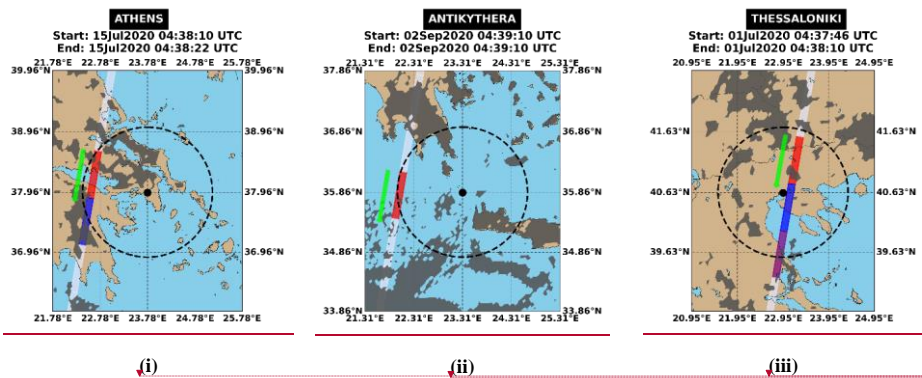 ATHENS
Start: 15Jul2020 04:38:10 UTC
End: 15Jul2020 04:38:22 UTC
21.78°E 22.78°E 23.78°E 24.78°E 25.78°E
39.96°N 39.96°N
38.96°N 38.96°N
37.96°N 37.96°N
36.96°N 36.96°N
21.78°E 22.78°E 23.78°E 24.78°E 25.78°E
(i)
ANTIKYTHERA
Start: 02Sep2020 04:39:10 UTC
End: 02Sep2020 04:39:10 UTC
21.31°E 22.31°E 23.31°E 24.31°E 25.31°E
37.86°N 37.86°N
36.86°N 36.86°N
35.86°N 35.86°N
34.86°N 34.86°N
33.86°N 33.86°N
21.31°E 22.31°E 23.31°E 24.31°E 25.31°E
(ii)
THESSALONIKI
Start: 01Jul2020 04:37:46 UTC
End: 01Jul2020 04:38:10 UTC
20.95°E 21.95°E 22.95°E 23.95°E 24.95°E
41.63°N 41.63°N
40.63°N 40.63°N
39.63°N 39.63°N
20.95°E 21.95°E 22.95°E 23.95°E 24.95°E
(iii)